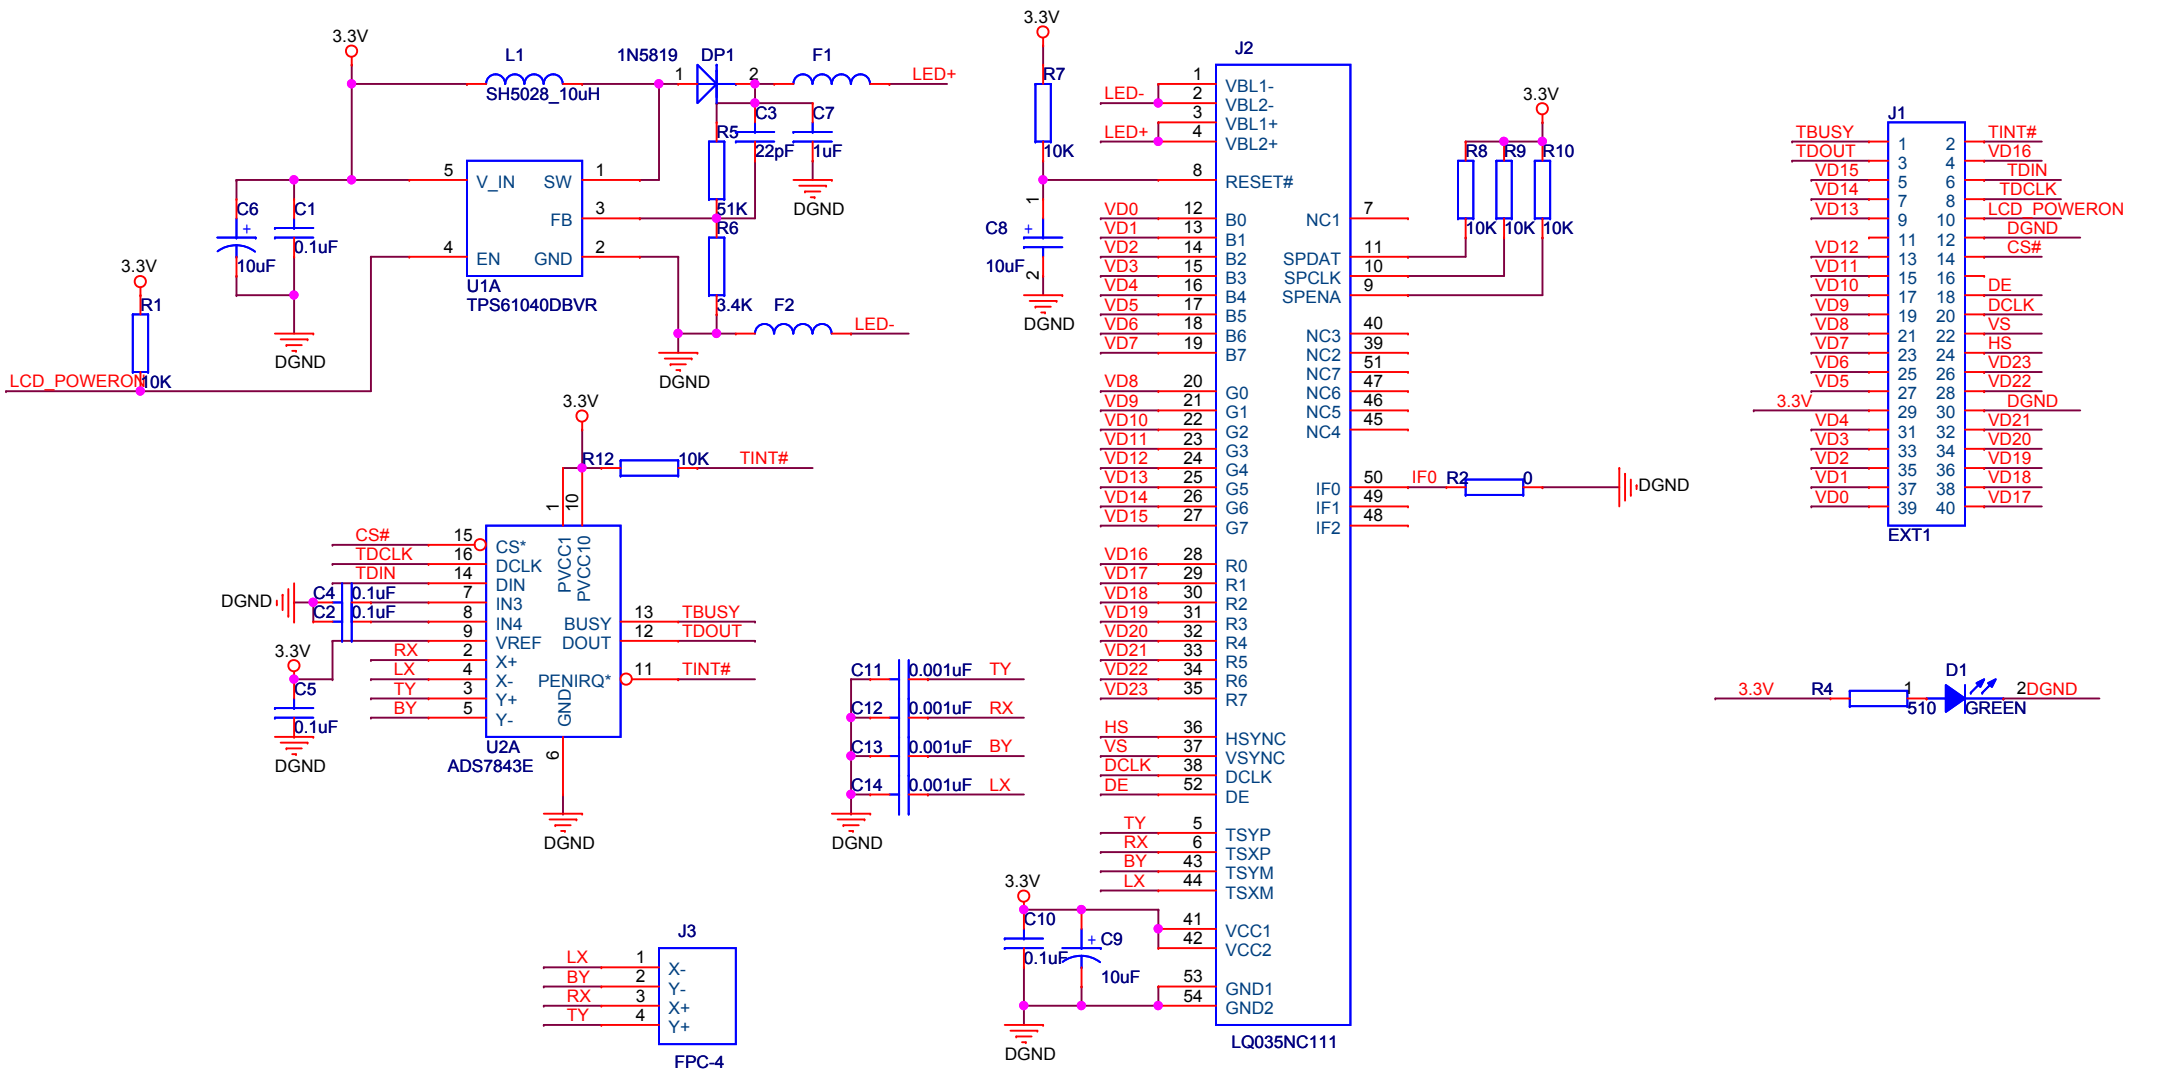 3.3V
L1
SH5028_10uH
1N5819
DP1
1
2
F1
LED+
C3
22pF
C7
1uF
DGND
R5
51K
R6
3.4K
5
V_IN
SW
1
FB
3
4
EN
GND
2
U1A
TPS61040DBVR
C6
+
10uF
C1
0.1uF
DGND
3.3V
R1
10K
LCD_POWERON
F2
LED-
DGND
3.3V
R12
10K
TINT#
1
10
PVCC1
PVCC10
CS#
15
CS*
TDCLK
16
DCLK
TDIN
14
DIN
DGND
C4
0.1uF
7
IN3
C2
0.1uF
8
IN4
9
VREF
RX
2
X+
LX
4
X-
TY
3
Y+
BY
5
Y-
BUSY
13
TBUSY
DOUT
12
TDOUT
PENIRQ*
11
TINT#
GND
6
U2A
ADS7843E
DGND
3.3V
C5
0.1uF
DGND
C11
0.001uF
TY
C12
0.001uF
RX
C13
0.001uF
BY
C14
0.001uF
LX
DGND
J3
LX
1
X-
BY
2
Y-
RX
3
X+
TY
4
Y+
FPC-4
3.3V
R7
10K
1
C8
+
10uF
2
DGND
J2
LED-
1
VBL1-
2
VBL2-
LED+
3
VBL1+
4
VBL2+
8
RESET#
VD0
12
B0
VD1
13
B1
VD2
14
B2
VD3
15
B3
VD4
16
B4
VD5
17
B5
VD6
18
B6
VD7
19
B7
VD8
20
G0
VD9
21
G1
VD10
22
G2
VD11
23
G3
VD12
24
G4
VD13
25
G5
VD14
26
G6
VD15
27
G7
VD16
28
R0
VD17
29
R1
VD18
30
R2
VD19
31
R3
VD20
32
R4
VD21
33
R5
VD22
34
R6
VD23
35
R7
HS
36
HSYNC
VS
37
VSYNC
DCLK
38
DCLK
DE
52
DE
TY
5
TSYP
RX
6
TSXP
BY
43
TSYM
LX
44
TSXM
41
VCC1
42
VCC2
53
GND1
54
GND2
LQ035NC111
3.3V
C10
0.1uF
+
C9
10uF
DGND
NC1
7
SPDAT
11
SPCLK
10
SPENA
9
NC3
40
NC2
39
NC7
51
NC6
47
NC5
46
NC4
45
IF0
50
IF0
R2
0
DGND
IF1
49
IF2
48
3.3V
R8
R9
R10
10K
10K
10K
J1
TBUSY
1
2
TINT#
TDOUT
3
4
VD16
VD15
5
6
TDIN
VD14
7
8
TDCLK
VD13
9
10
LCD_POWERON
11
12
DGND
VD12
13
14
CS#
VD11
15
16
VD10
17
18
DE
VD9
19
20
DCLK
VD8
21
22
VS
VD7
23
24
HS
VD6
25
26
VD23
VD5
27
28
VD22
3.3V
29
30
DGND
VD4
31
32
VD21
VD3
33
34
VD20
VD2
35
36
VD19
VD1
37
38
VD18
VD0
39
40
VD17
EXT1
3.3V
R4
510
1
D1
GREEN
2
DGND